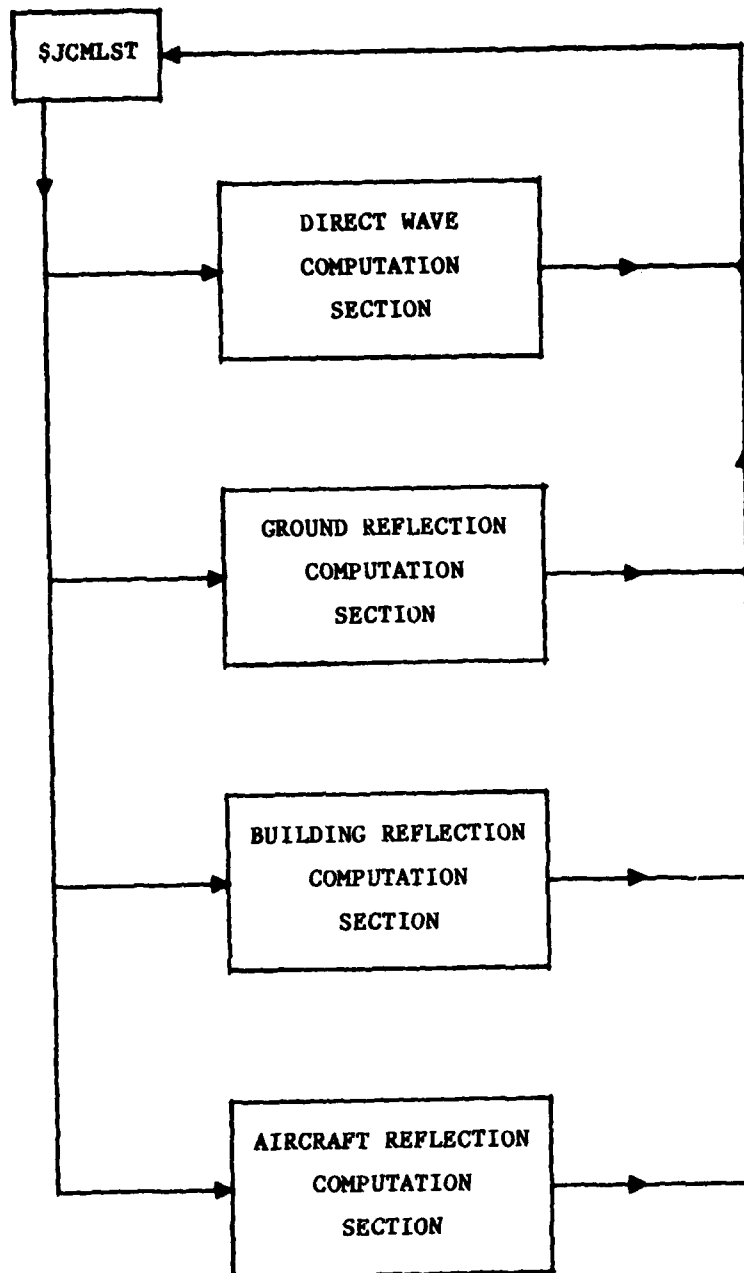 $JCMLST
DIRECT WAVE
COMPUTATION
SECTION
GROUND REFLECTION
COMPUTATION
SECTION
BUILDING REFLECTION
COMPUTATION
SECTION
AIRCRAFT REFLECTION
COMPUTATION
SECTION